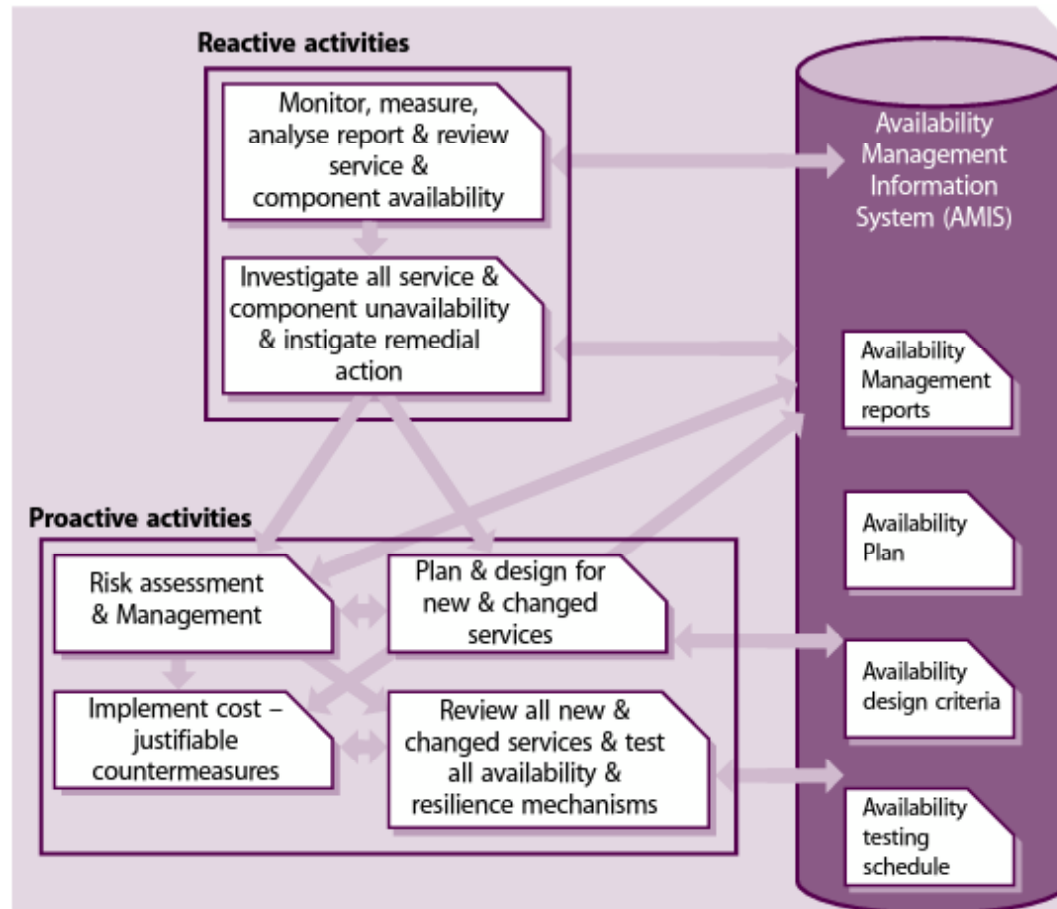 Reactive activities
Monitor, measure,
analyse report & review
service &
component availability
Investigate all service &
component unavailability
& instigate remedial
action
Proactive activities
Risk assessment
& Management
Plan & design for
new & changed
services
Implement cost –
justifiable
countermeasures
Review all new &
changed services & test
all availability &
resilience mechanisms
Availability
Management
Information
System (AMIS)
Availability
Management
reports
Availability
Plan
Availability
design criteria
Availability
testing
schedule